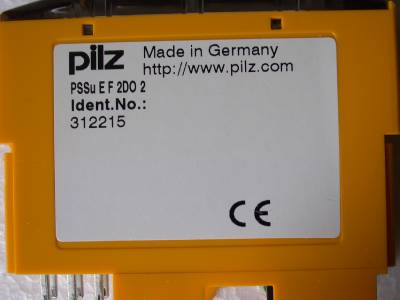 pilz Made in Germany
http://www.pilz.com
PSSu E F 2DO 2
Ident.No.:
312215
CE